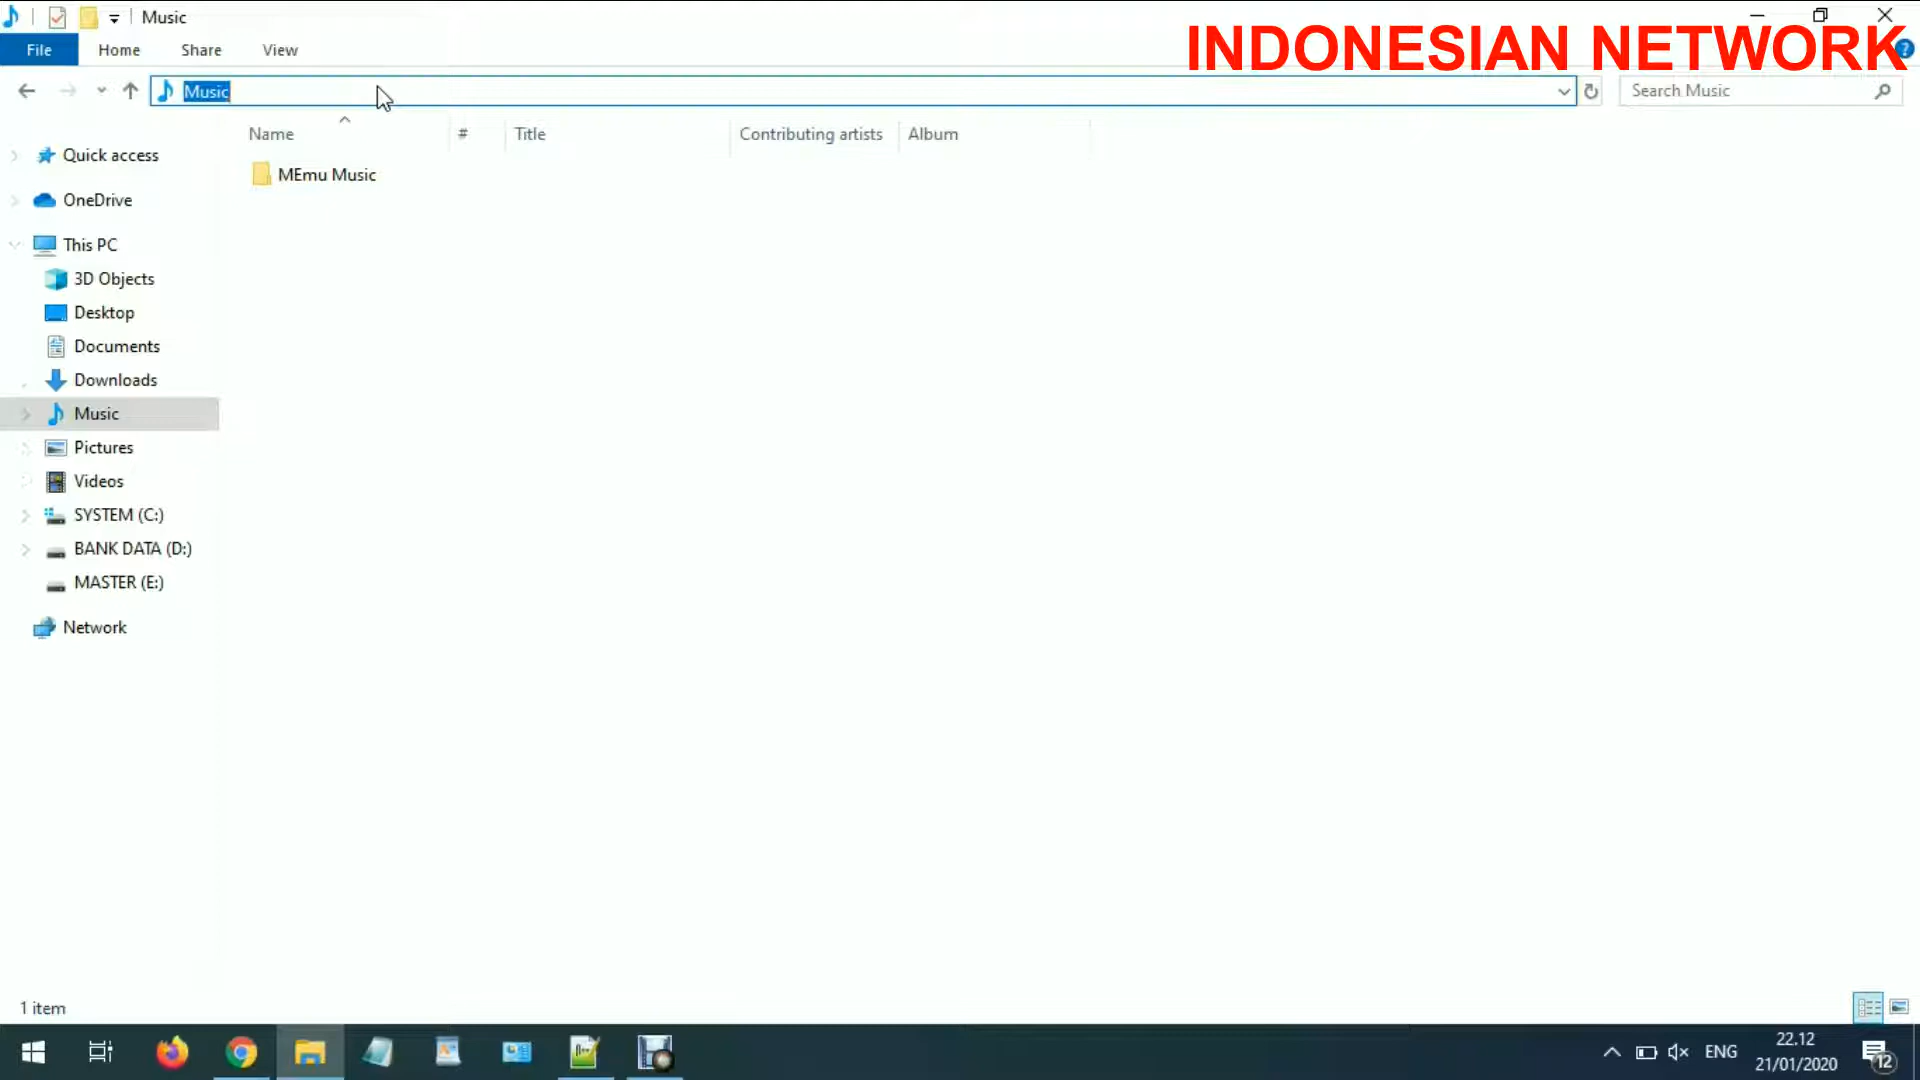 Music
INDONESIAN NETWORK
File Home Share View
Music
Search Music
Name # Title Contributing artists Album
MEmu Music
Quick access
OneDrive
This PC
3D Objects
Desktop
Documents
Downloads
Music
Pictures
Videos
SYSTEM (C:)
BANK DATA (D:)
MASTER (E:)
Network
1 item
ENG
22.12
21/01/2020
12